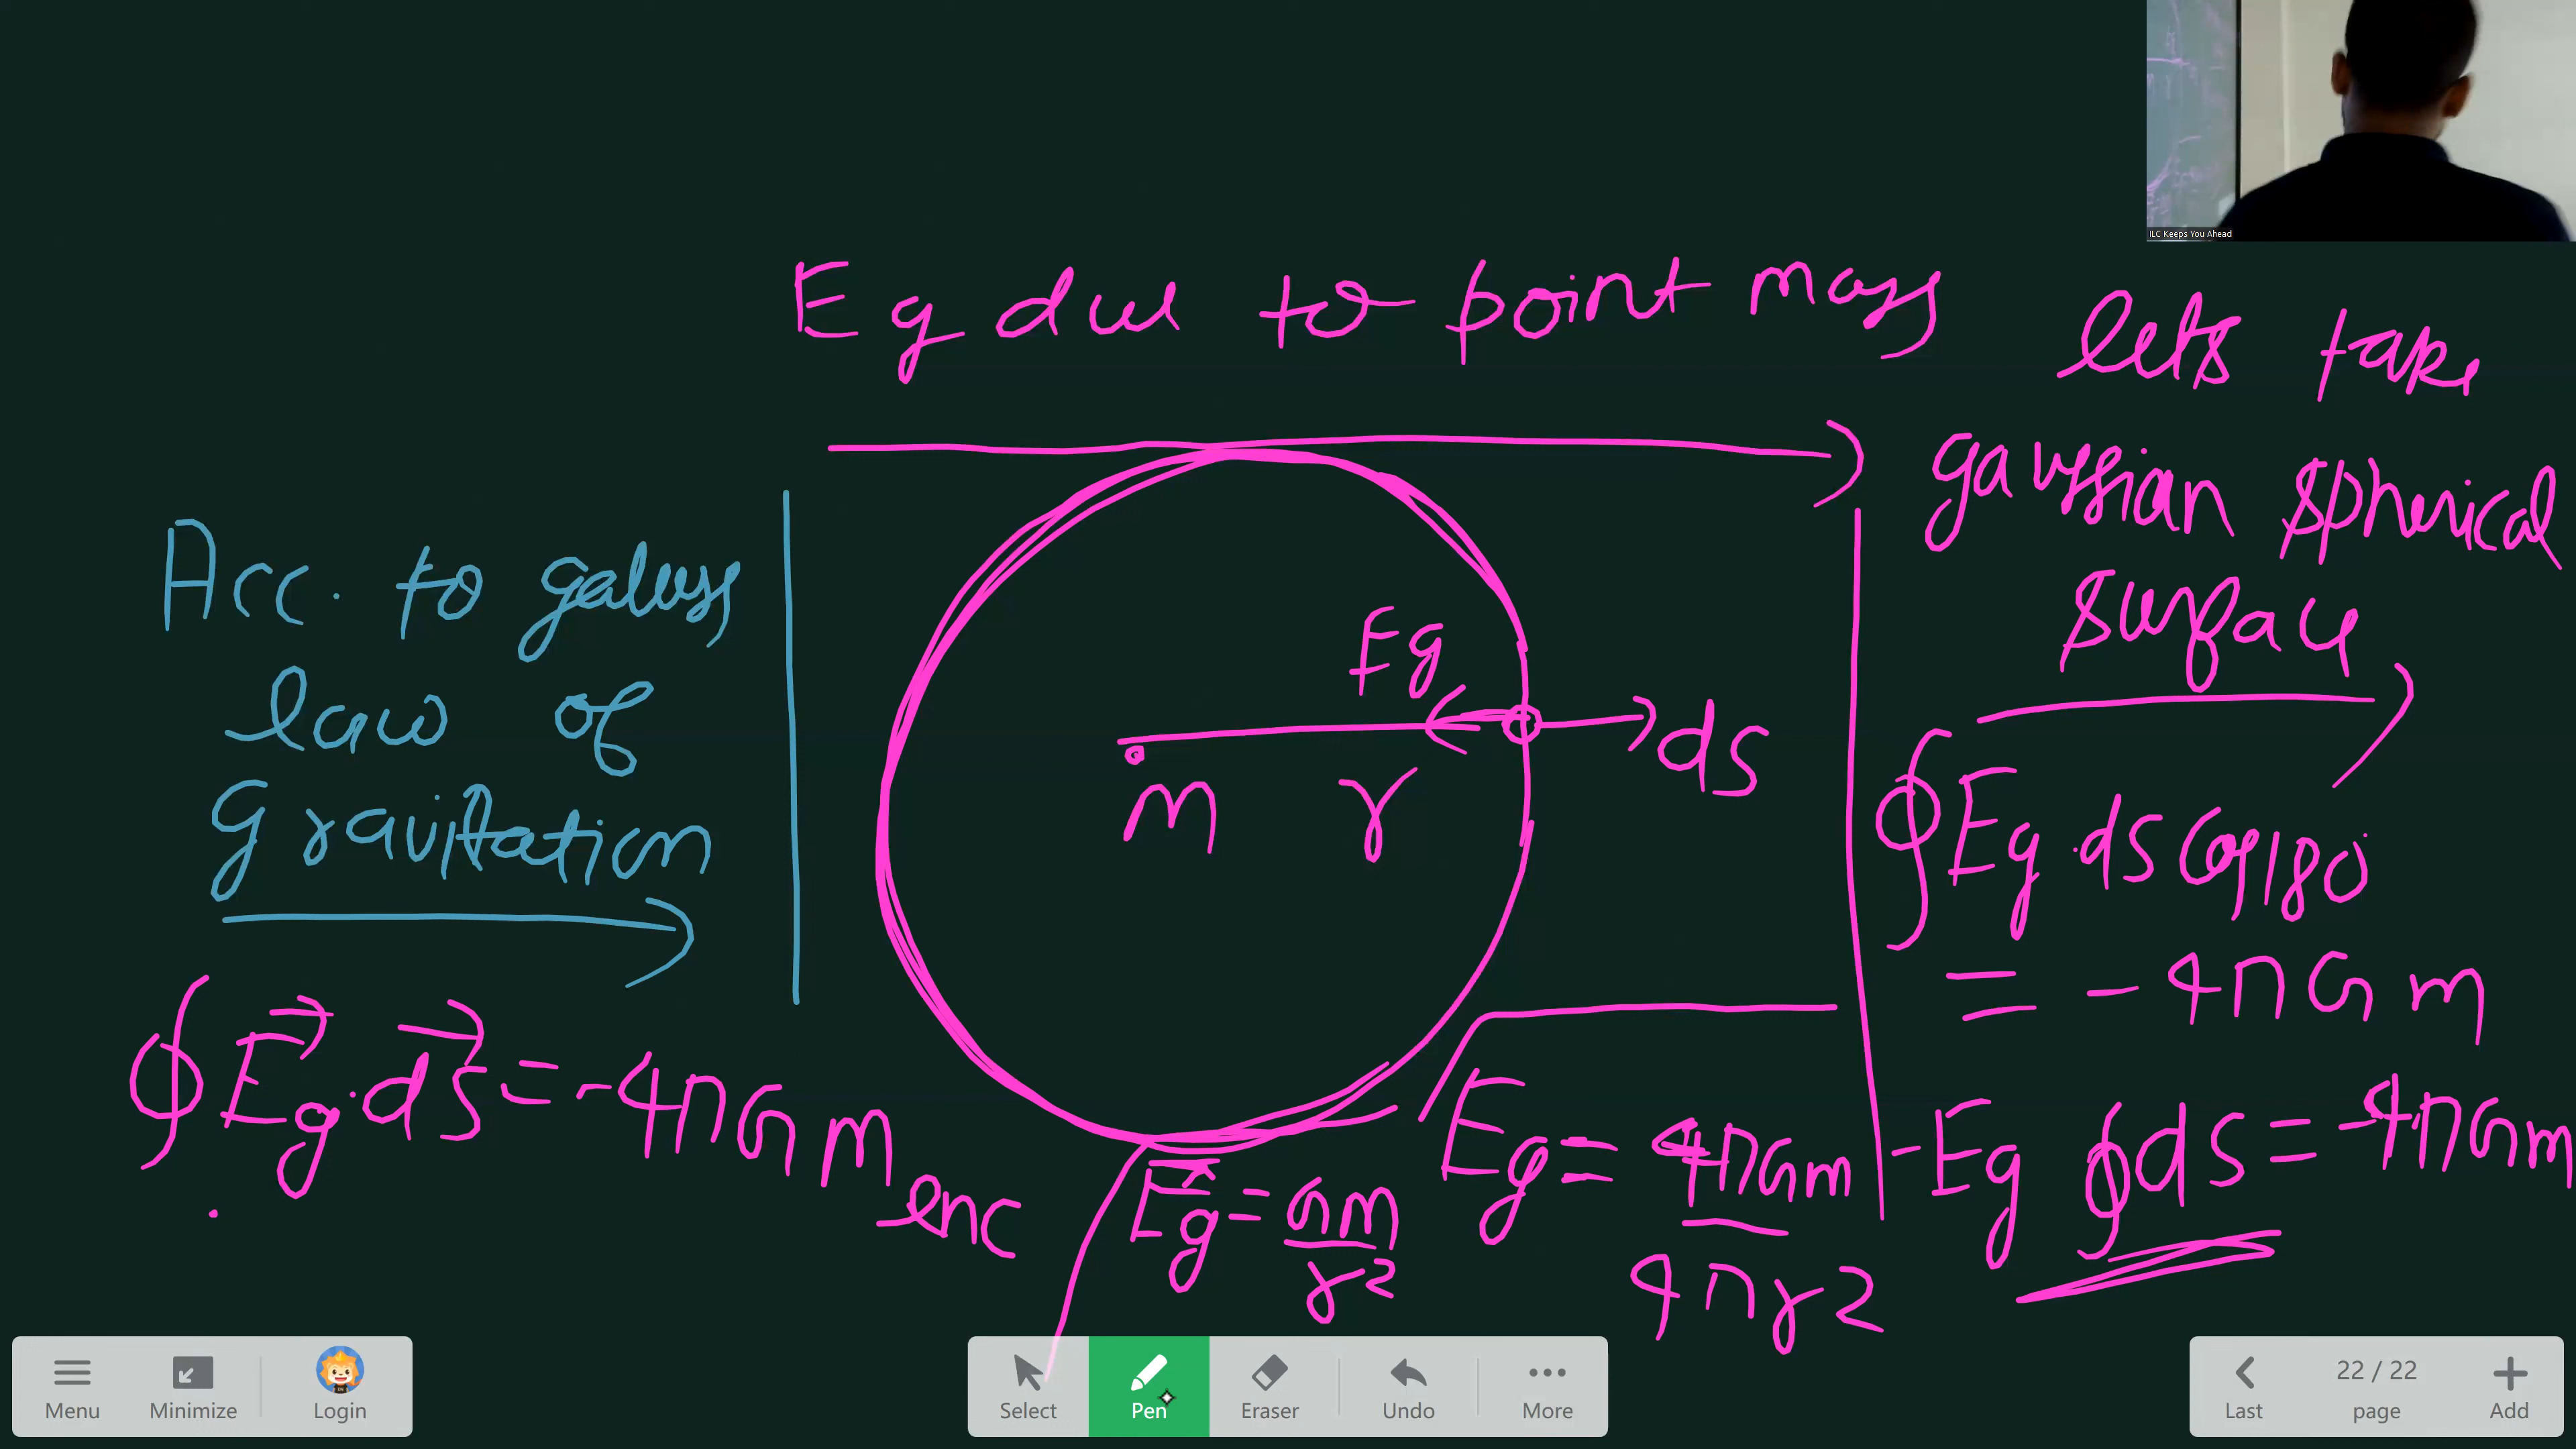 ILC Keeps You Ahead
Eg due to point mass
Acc. to galuss
law of
Gravitation
∮E⃗g.ds⃗ = -4πGm enc
Eg
ds
m
r
lets take
gaussian spherical
surface
∮Eg.ds Cos180
= -4πGm
-Eg ∮ds = -4πGm
Eg = 4πGm
4πr2
Eg = Gm
r2
Menu
Minimize
Login
Select
Pen
Eraser
Undo
More
Last
22 / 22
page
Add